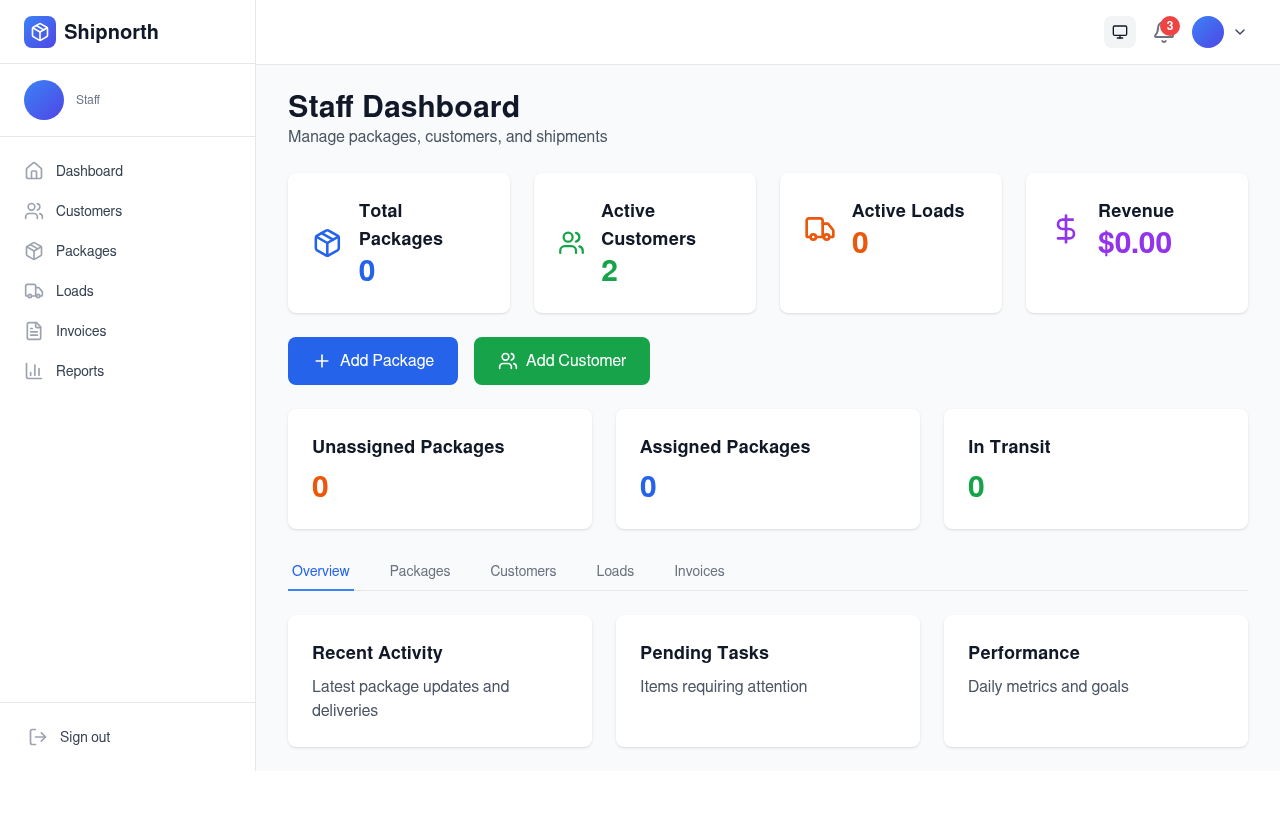 Shipnorth
3
Staff
Dashboard
Customers
Packages
Loads
Invoices
Reports
Sign out
Staff Dashboard
Manage packages, customers, and shipments
Total
Packages
0
Active
Customers
2
Active Loads
0
Revenue
$0.00
Add Package
Add Customer
Unassigned Packages
0
Assigned Packages
0
In Transit
0
Overview
Packages
Customers
Loads
Invoices
Recent Activity
Latest package updates and
deliveries
Pending Tasks
Items requiring attention
Performance
Daily metrics and goals